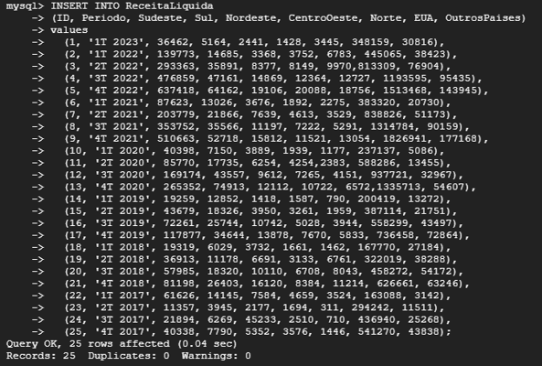 mysql> INSERT INTO ReceitaLiquida
-> (ID, Periodo, Sudeste, Sul, Nordeste, CentroOeste, Norte, EUA, OutrosPaises)
-> values
-> (1, '1T 2023', 36462, 5164, 2441, 1428, 3445, 348159, 30816),
-> (2, '1T 2022', 139773, 14685, 3368, 3752, 6783, 445065, 38423),
-> (3, '2T 2022', 293363, 35891, 8377, 8149, 9970,813309, 76904),
-> (4, '3T 2022', 476859, 47161, 14869, 12364, 12727, 1193595, 95435),
-> (5, '4T 2022', 637418, 64162, 19106, 20088, 18756, 1513468, 143945),
-> (6, '1T 2021', 87623, 13026, 3676, 1892, 2275, 383320, 20730),
-> (7, '2T 2021', 203779, 21866, 7639, 4613, 3529, 838826, 51173),
-> (8, '3T 2021', 353752, 35566, 11197, 7222, 5291, 1314784, 90159),
-> (9, '4T 2021', 510663, 52718, 15812, 11521, 13054, 1826941, 177168),
-> (10, '1T 2020', 40398, 7150, 3889, 1939, 1177, 237137, 5086),
-> (11, '2T 2020', 85770, 17735, 6254, 4254,2383, 588286, 13455),
-> (12, '3T 2020', 169174, 43557, 9612, 7265, 4151, 937721, 32967),
-> (13, '4T 2020', 265352, 74913, 12112, 10722, 6572,1335713, 54607),
-> (14, '1T 2019', 19259, 12852, 1418, 1587, 790, 200419, 13272),
-> (15, '2T 2019', 43679, 18326, 3950, 3261, 1959, 387114, 21751),
-> (16, '3T 2019', 72261, 25744, 10742, 5028, 3944, 558299, 43497),
-> (17, '4T 2019', 117877, 34644, 13878, 7670, 5833, 736458, 72864),
-> (18, '1T 2018', 19319, 6029, 3732, 1661, 1462, 167770, 27184),
-> (19, '2T 2018', 36913, 11178, 6691, 3133, 6761, 322019, 38288),
-> (20, '3T 2018', 57985, 18320, 10110, 6708, 8043, 458272, 54172),
-> (21, '4T 2018', 81198, 26403, 16120, 8384, 11214, 626661, 63246),
-> (22, '1T 2017', 61626, 14145, 7584, 4659, 3524, 163088, 3142),
-> (23, '2T 2017', 11357, 3945, 2177, 1694, 311, 294242, 11511),
-> (24, '3T 2017', 21894, 6269, 45233, 2510, 710, 436940, 25268),
-> (25, '4T 2017', 40338, 7790, 5352, 3576, 1446, 541270, 43838);
Query OK, 25 rows affected (0.04 sec)
Records: 25  Duplicates: 0  Warnings: 0